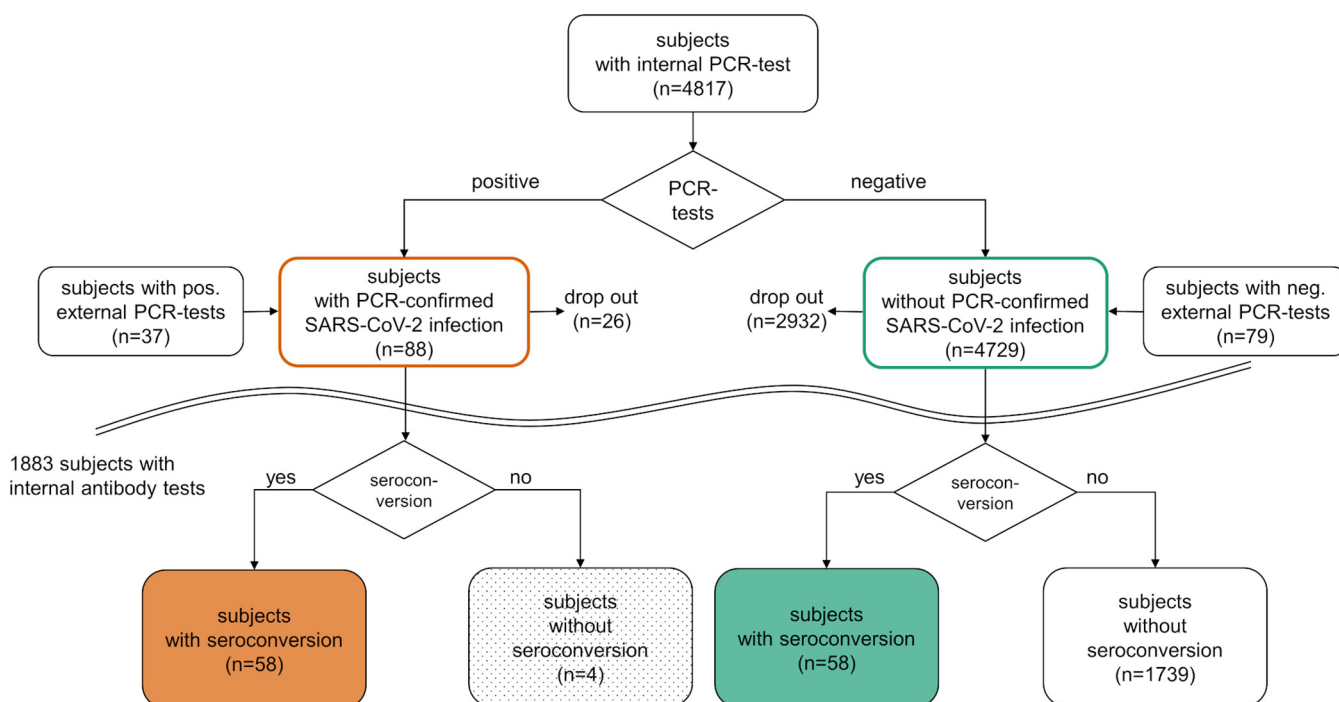 subjects
with internal PCR-test
(n=4817)
positive
PCR-
tests
negative
subjects with pos.
external PCR-tests
(n=37)
subjects
with PCR-confirmed
SARS-CoV-2 infection
(n=88)
drop out
(n=26)
drop out
(n=2932)
subjects
without PCR-confirmed
SARS-CoV-2 infection
(n=4729)
subjects with neg.
external PCR-tests
(n=79)
1883 subjects with
internal antibody tests
yes
serocon-
version
no
yes
serocon-
version
no
subjects
with seroconversion
(n=58)
subjects
without
seroconversion
(n=4)
subjects
with seroconversion
(n=58)
subjects
without
seroconversion
(n=1739)